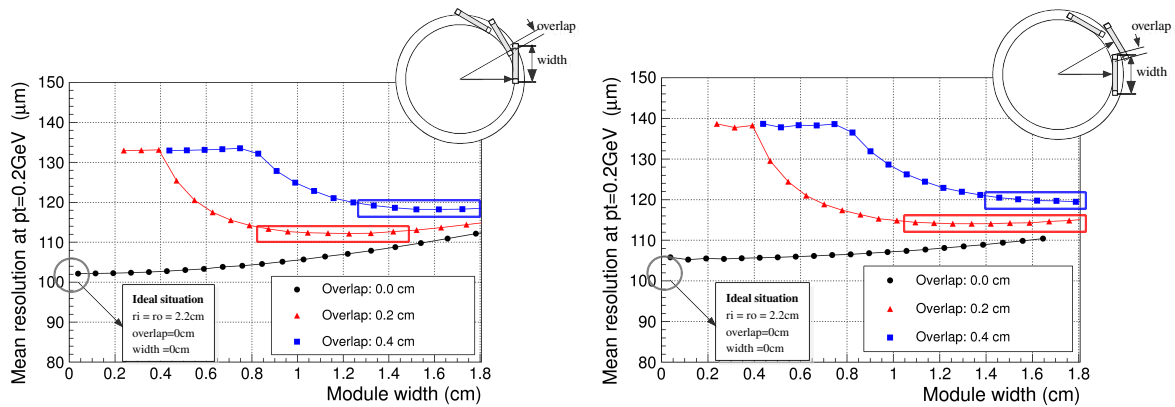 overlap
width
Mean resolution at pt=0.2GeV (μm)
150
140
130
120
110
100
90
80
Ideal situation
ri = ro = 2.2cm
overlap=0cm
width =0cm
Overlap: 0.0 cm
Overlap: 0.2 cm
Overlap: 0.4 cm
0 0.2 0.4 0.6 0.8 1 1.2 1.4 1.6 1.8
Module width (cm)
overlap
width
Mean resolution at pt=0.2GeV (μm)
150
140
130
120
110
100
90
80
Ideal situation
ri = ro = 2.2cm
overlap=0cm
width =0cm
Overlap: 0.0 cm
Overlap: 0.2 cm
Overlap: 0.4 cm
0 0.2 0.4 0.6 0.8 1 1.2 1.4 1.6 1.8
Module width (cm)